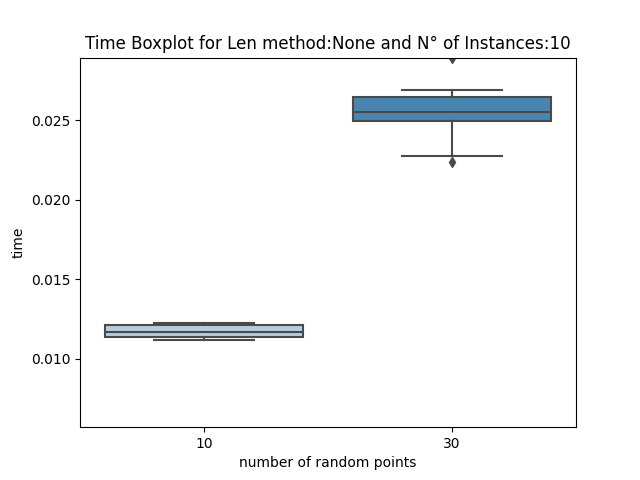 Time Boxplot for Len method:None and N° of Instances:10
0.025
0.020
0.015
0.010
time
10
30
number of random points